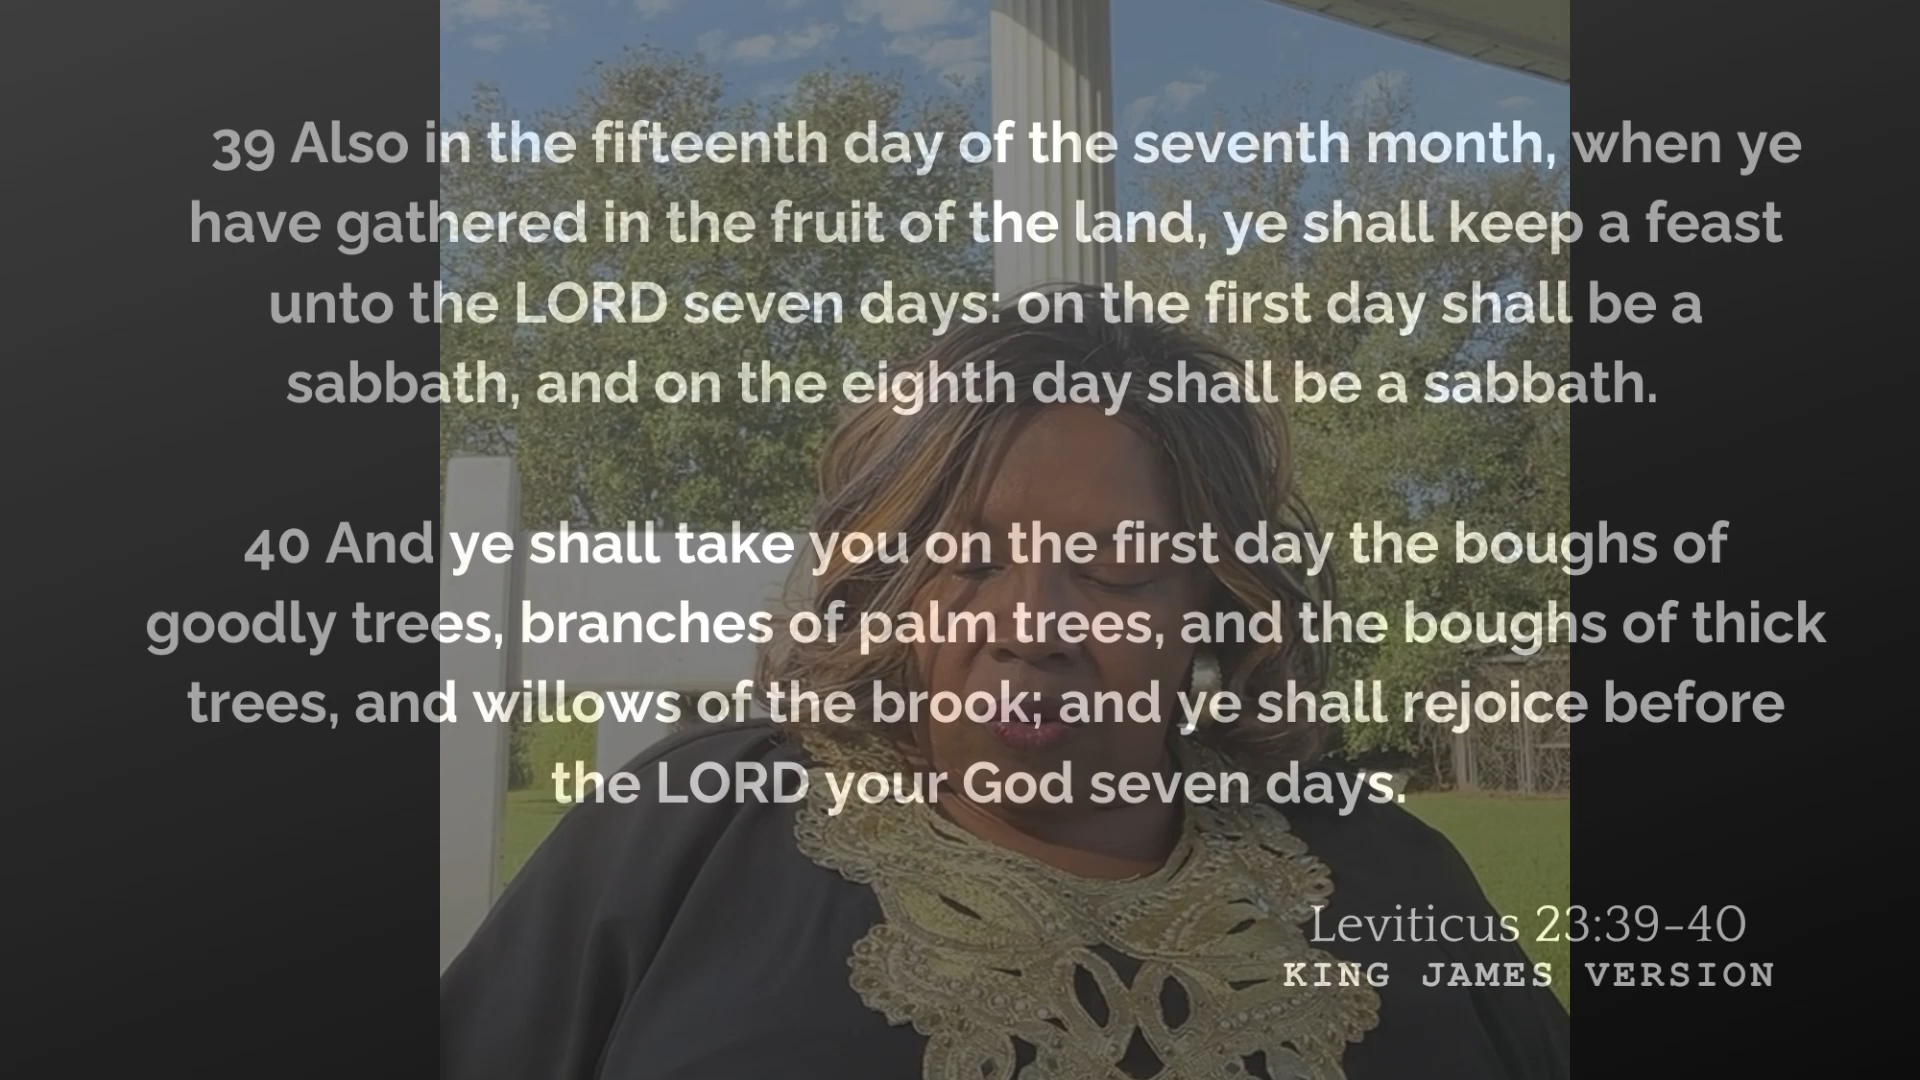 39 Also in the fifteenth day of the seventh month, when ye
have gathered in the fruit of the land, ye shall keep a feast
unto the LORD seven days: on the first day shall be a
sabbath, and on the eighth day shall be a sabbath.
40 And ye shall take you on the first day the boughs of
goodly trees, branches of palm trees, and the boughs of thick
trees, and willows of the brook; and ye shall rejoice before
the LORD your God seven days.
Leviticus 23:39-40
KING JAMES VERSION